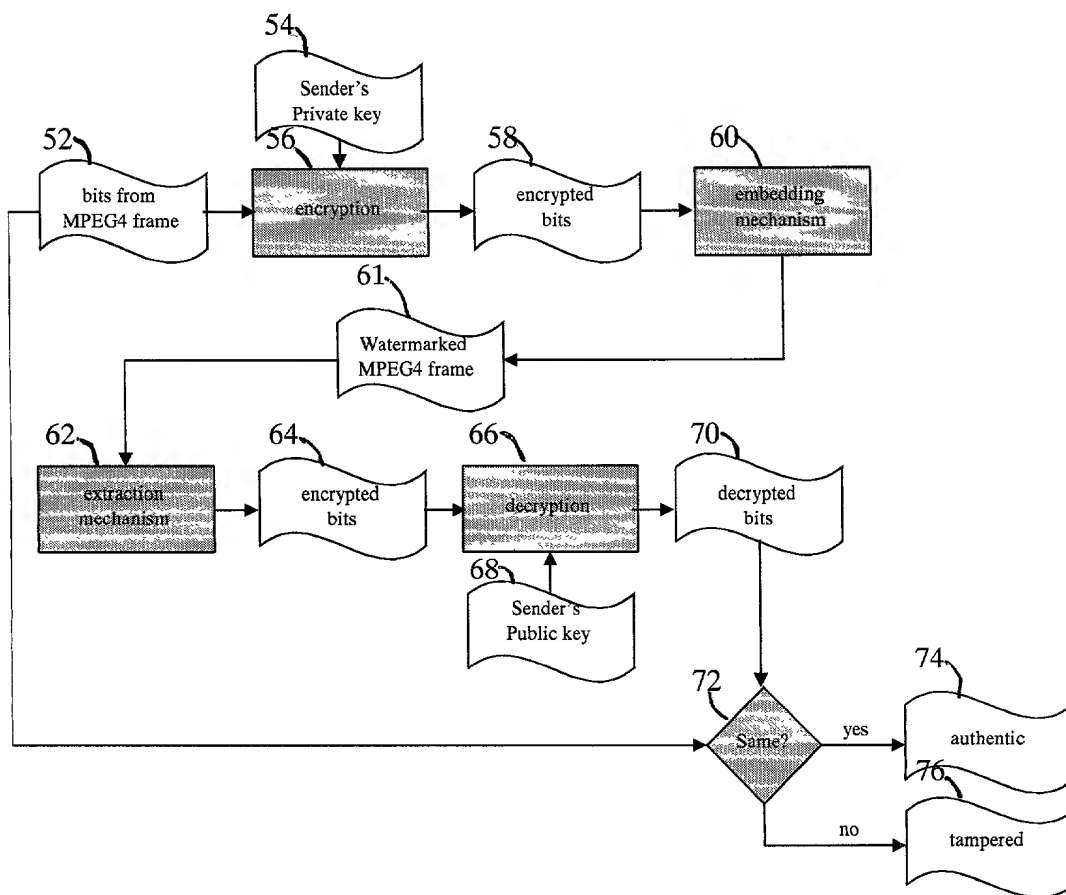 54
Sender's
Private key
52
56
58
60
bits from
MPEG4 frame
encryption
encrypted
bits
embedding
mechanism
61
Watermarked
MPEG4 frame
62
64
66
70
extraction
mechanism
encrypted
bits
decryption
decrypted
bits
68
Sender's
Public key
72
74
Same?
yes
authentic
76
no
tampered